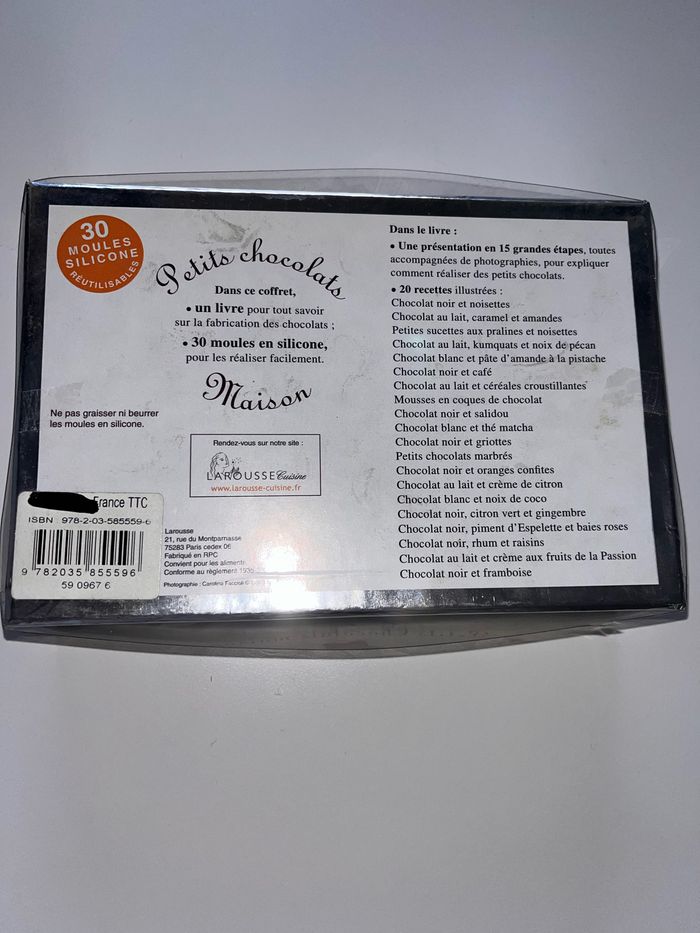 30
MOULES
SILICONE
RÉUTILISABLES
Petits chocolats
Dans ce coffret,
• un livre pour tout savoir
sur la fabrication des chocolats ;
• 30 moules en silicone,
pour les réaliser facilement.
Maison
Ne pas graisser ni beurrer
les moules en silicone.
Rendez-vous sur notre site :
LAROUSSE Cuisine
www.larousse-cuisine.fr
France TTC
ISBN : 978-2-03-585559-6
9 782035 855596
59 0967 6
Larousse
21, rue du Montparnasse
75283 Paris cedex 06
Fabriqué en RPC
Convient pour les aliments
Conforme au règlement
Photographie : Carolina
Dans le livre :
• Une présentation en 15 grandes étapes, toutes
accompagnées de photographies, pour expliquer
comment réaliser des petits chocolats.
• 20 recettes illustrées :
Chocolat noir et noisettes
Chocolat au lait, caramel et amandes
Petites sucettes aux pralines et noisettes
Chocolat au lait, kumquats et noix de pécan
Chocolat blanc et pâte d'amande à la pistache
Chocolat noir et café
Chocolat au lait et céréales croustillantes
Mousses en coques de chocolat
Chocolat noir et salidou
Chocolat blanc et thé matcha
Chocolat noir et griottes
Petits chocolats marbrés
Chocolat noir et oranges confites
Chocolat au lait et crème de citron
Chocolat blanc et noix de coco
Chocolat noir, citron vert et gingembre
Chocolat noir, piment d'Espelette et baies roses
Chocolat noir, rhum et raisins
Chocolat au lait et crème aux fruits de la Passion
Chocolat noir et framboise